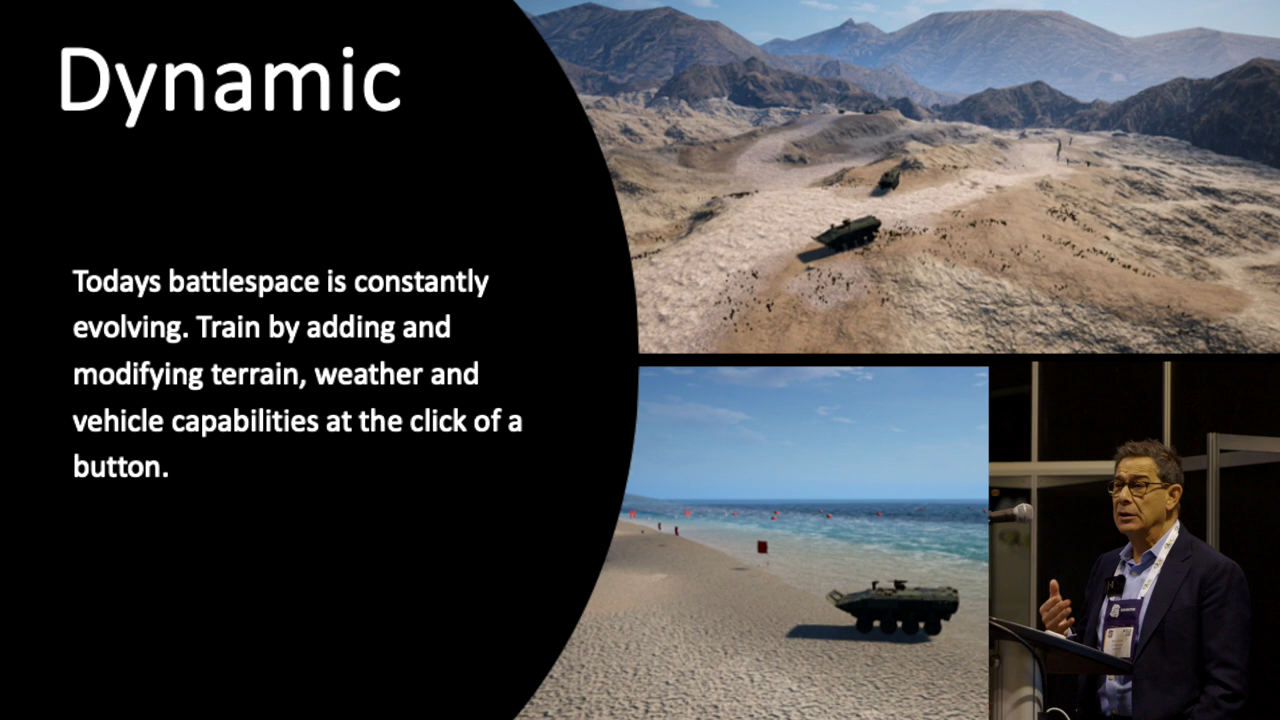 Dynamic
Todays battlespace is constantly
evolving. Train by adding and
modifying terrain, weather and
vehicle capabilities at the click of a
button.